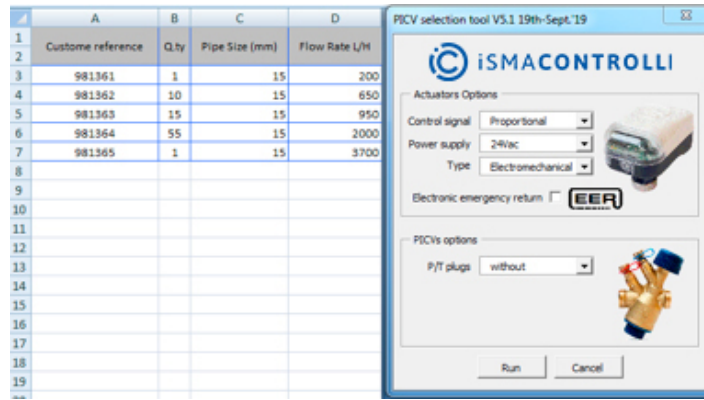 A B C D
1 Custome reference Q.ty Pipe Size (mm) Flow Rate L/H
2
3 981361 1 15 200
4 981362 10 15 650
5 981363 15 15 950
6 981364 55 15 2000
7 981365 1 15 3700
8
9
10
11
12
13
14
15
16
17
18
19
PICV selection tool V5.1 19th-Sept.'19
iSMACONTROLLI
Actuators Options
Control signal Proportional
Power supply 24Vac
Type Electromechanical
Electronic emergency return EER
PICVs options
P/T plugs without
Run Cancel